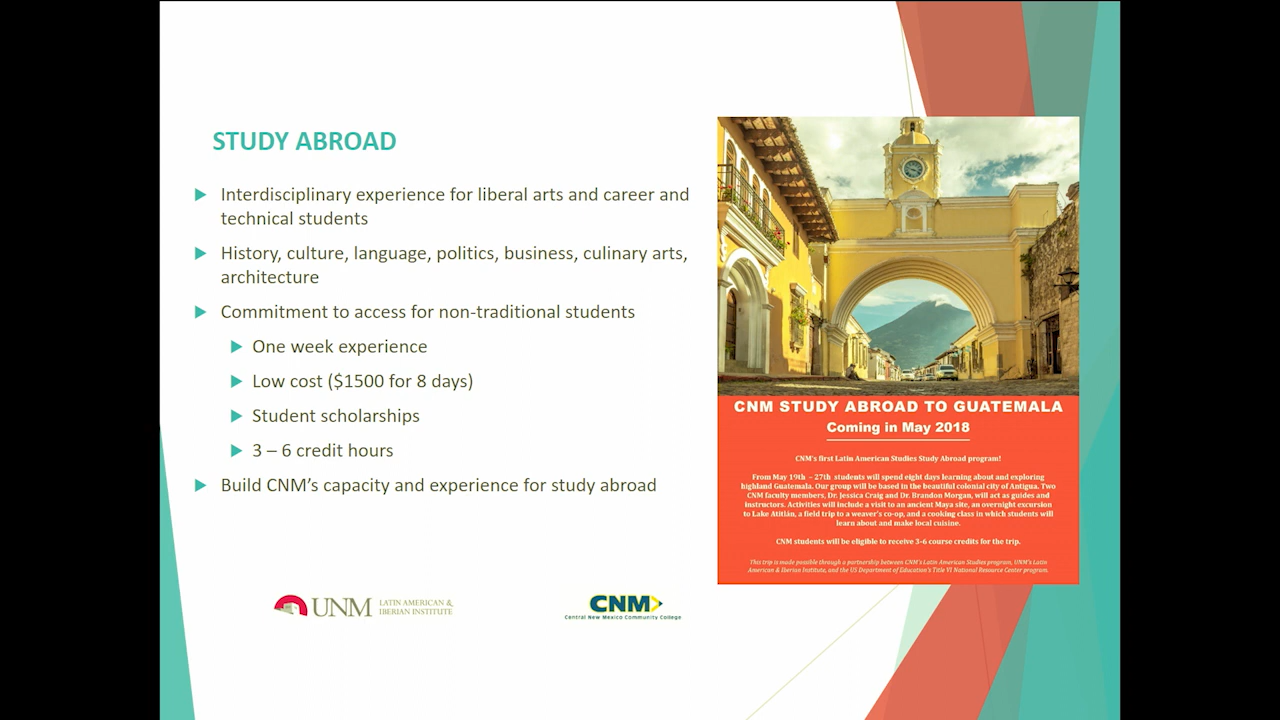 STUDY ABROAD
Interdisciplinary experience for liberal arts and career and
technical students
History, culture, language, politics, business, culinary arts,
architecture
Commitment to access for non-traditional students
One week experience
Low cost ($1500 for 8 days)
Student scholarships
3 – 6 credit hours
Build CNM’s capacity and experience for study abroad
UNM LATIN AMERICAN &
IBERIAN INSTITUTE
CNM
Central New Mexico Community College
CNM STUDY ABROAD TO GUATEMALA
Coming in May 2018
CNM's first Latin American Studies Study Abroad program!
From May 19th – 27th students will spend eight days learning about and exploring
highland Guatemala. Our group will be based in the beautiful colonial city of Antigua. Two
CNM faculty members, Dr. Jessica Craig and Dr. Brandon Morgan, will act as guides and
instructors. Activities will include a visit to an ancient Maya site, an overnight excursion
to Lake Atitlán, a field trip to a weaver's co-op, and a cooking class in which students will
learn about and make local cuisine.
CNM students will be eligible to receive 3-6 course credits for the trip.
This trip is made possible through a partnership between CNM's Latin American Studies program, UNM's Latin
American & Iberian Institute, and the US Department of Education's Title VI National Resource Center program.